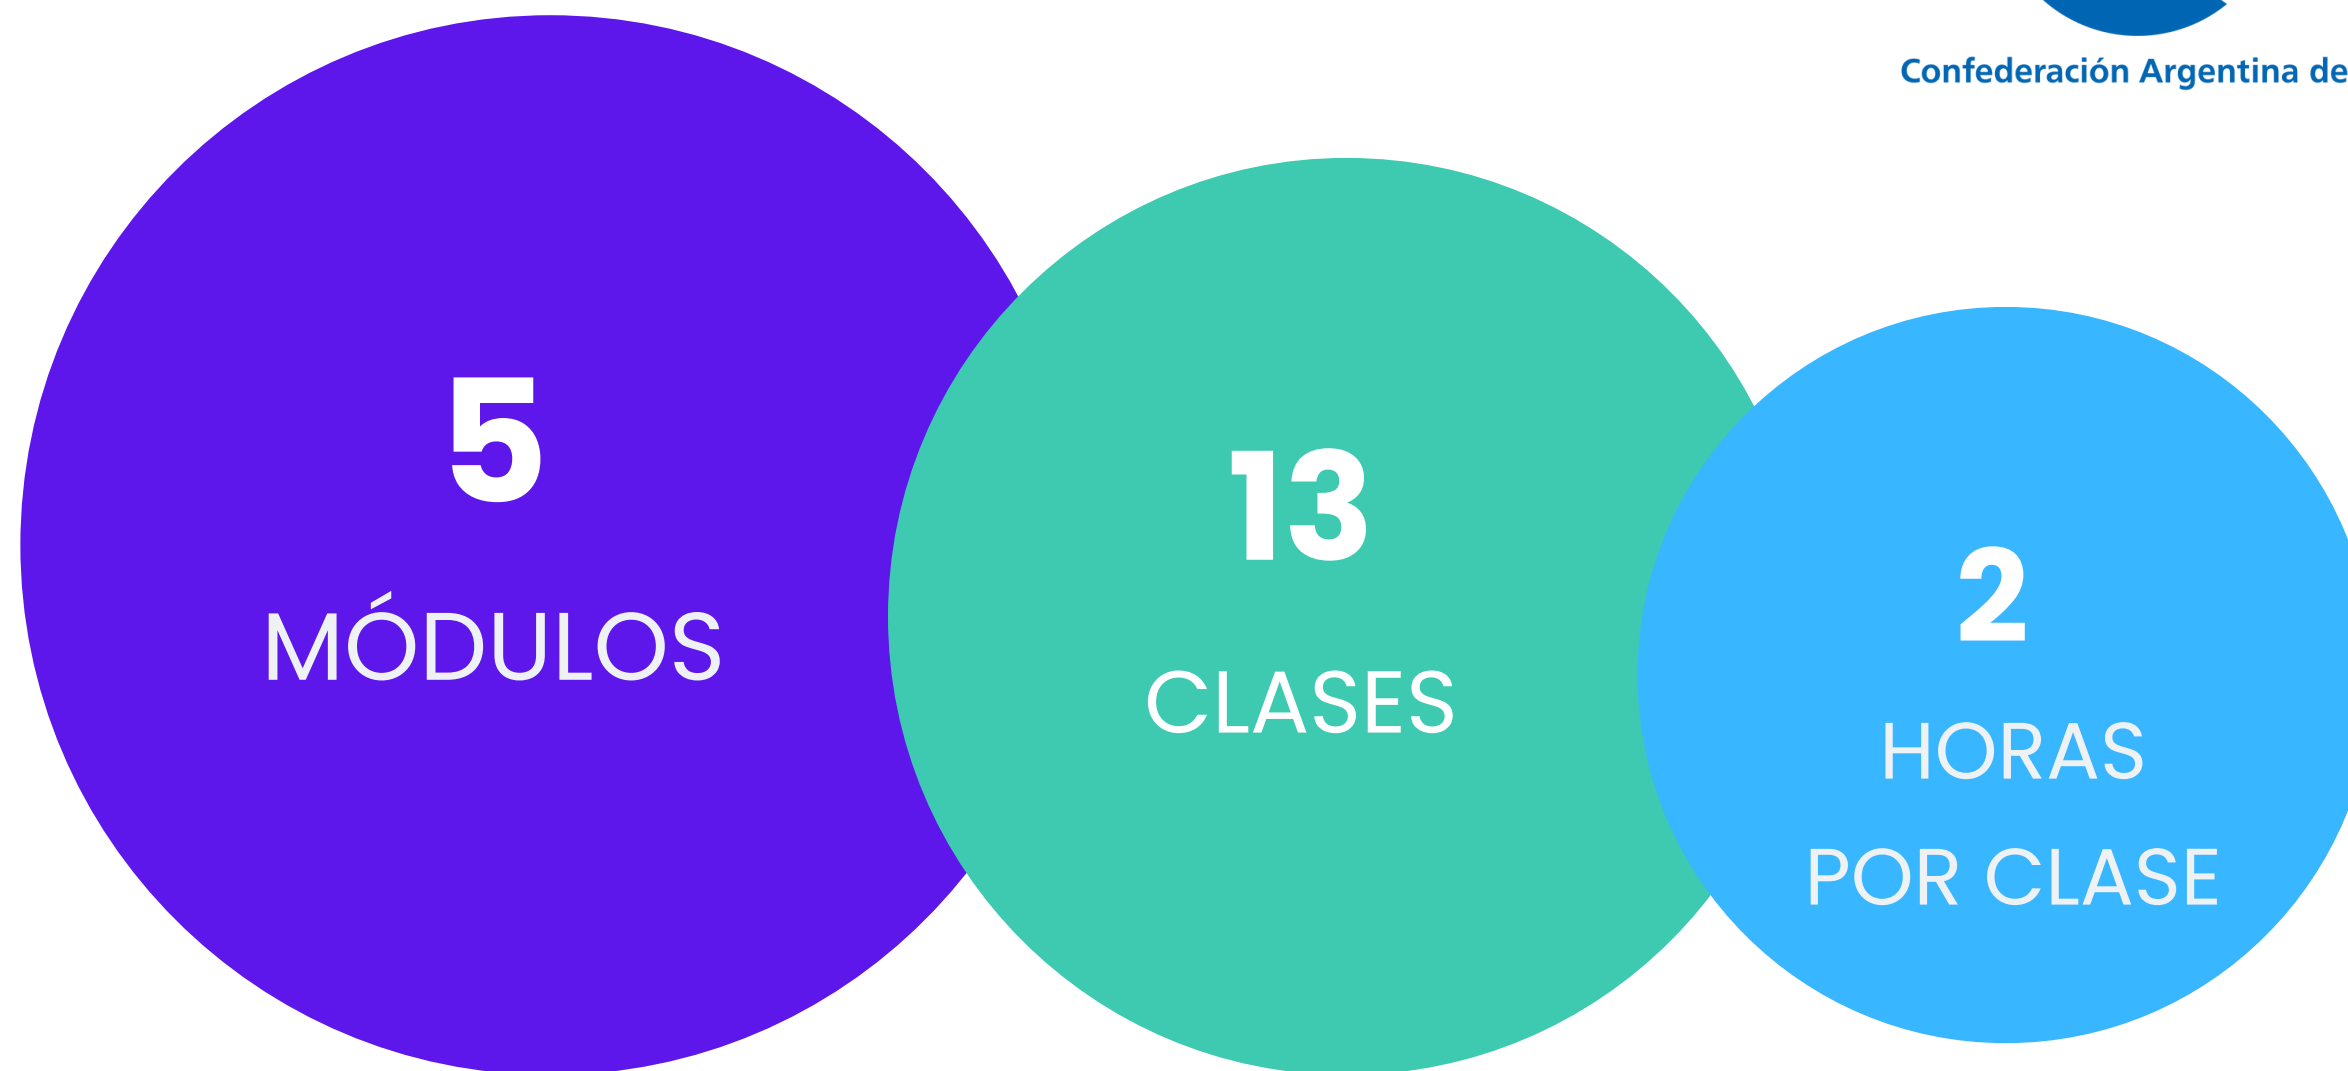 Confederación Argentina de
5
MÓDULOS
13
CLASES
2
HORAS
POR CLASE